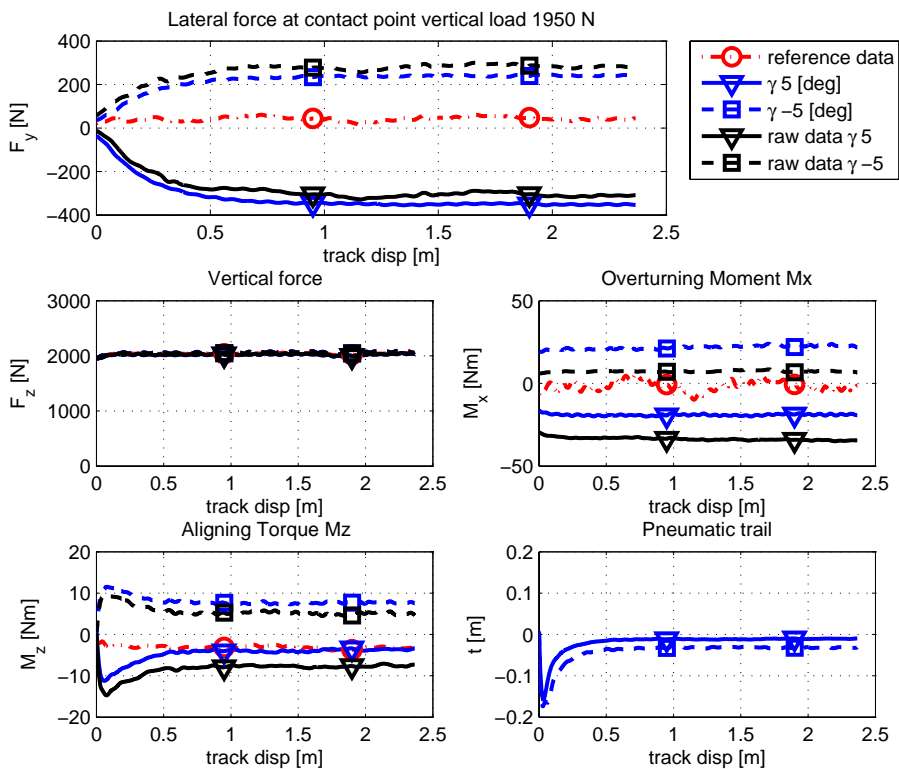 Lateral force at contact point vertical load 1950 N
400
200
0
−200
−400
F_y [N]
0
0.5
1
1.5
2
2.5
track disp [m]
reference data
γ 5 [deg]
γ −5 [deg]
raw data γ 5
raw data γ −5
Vertical force
3000
2000
1000
0
F_z [N]
0
0.5
1
1.5
2
2.5
track disp [m]
Overturning Moment Mx
50
0
−50
M_x [Nm]
0
0.5
1
1.5
2
2.5
track disp [m]
Aligning Torque Mz
20
10
0
−10
−20
M_z [Nm]
0
0.5
1
1.5
2
2.5
track disp [m]
Pneumatic trail
0.2
0.1
0
−0.1
−0.2
t [m]
0
0.5
1
1.5
2
2.5
track disp [m]